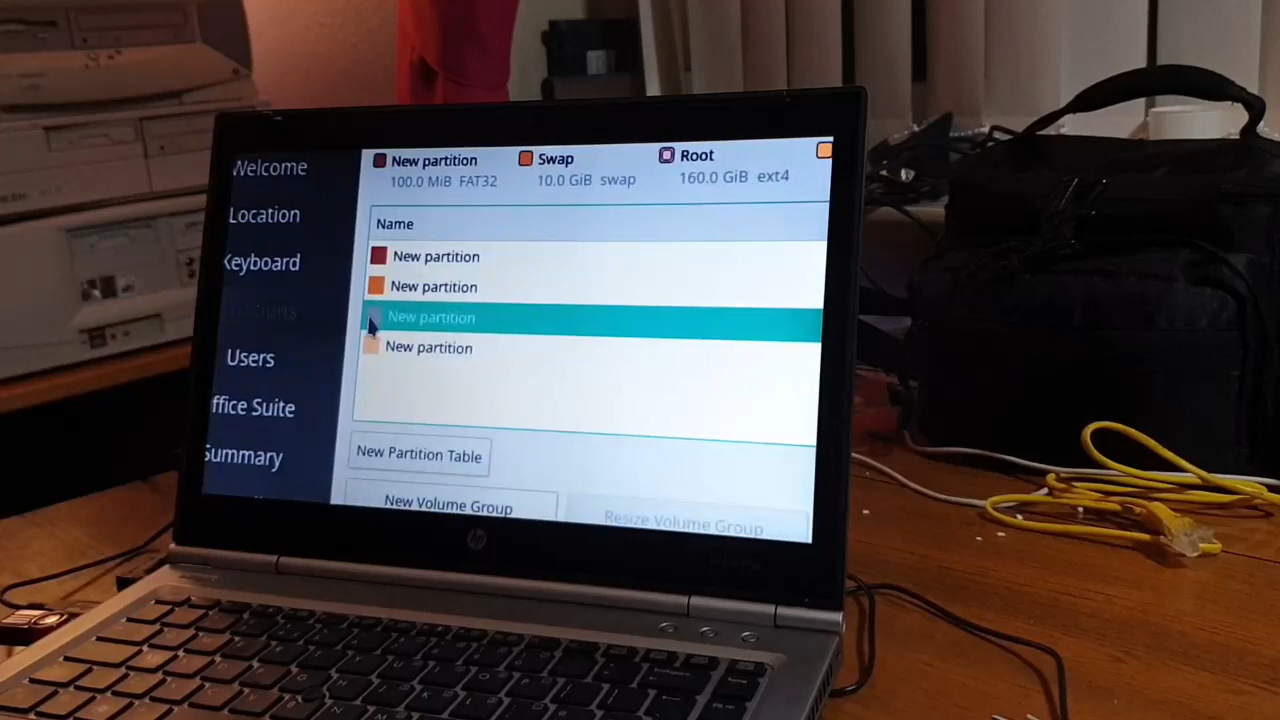 Welcome
Location
Keyboard
Users
ffice Suite
Summary
New partition
100.0 MiB FAT32
Swap
10.0 GiB swap
Root
160.0 GiB ext4
Name
New partition
New partition
New partition
New partition
New Partition Table
New Volume Group
Resize Volume Group
hp